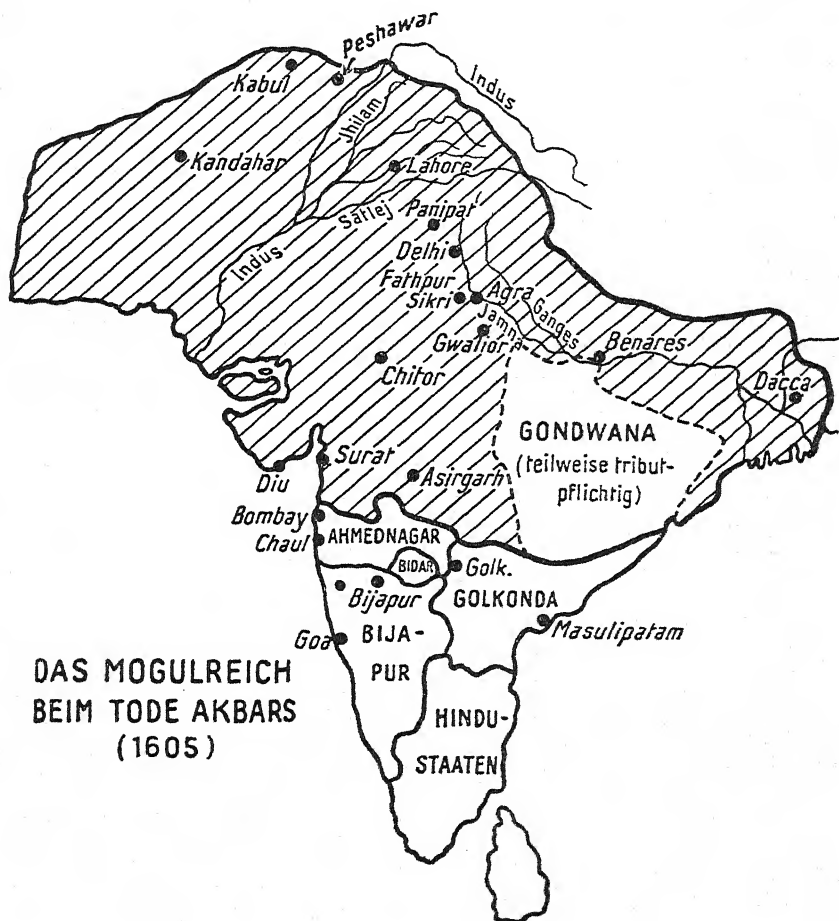 Peshawar
Kabul
Indus
Jhilam
Kandahar
Lahore
Satlej
Panipat
Indus
Delhi
Fathpur
Sikri
Agra
Ganges
Jamna
Gwalior
Benares
Chitor
Dacca
GONDWANA
(teilweise tribut-
pflichtig)
Surat
Diu
Asirgarh
Bombay
Chaul
AHMEDNAGAR
BIDAR
Golk.
Bijapur
GOLKONDA
Goa
BIJA-
PUR
Masulipatam
DAS MOGULREICH
BEIM TODE AKBARS
(1605)
HINDU-
STAATEN